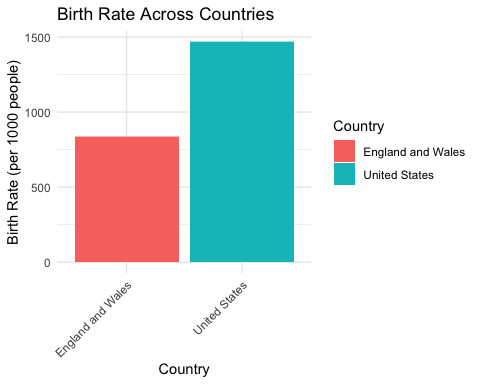 Birth Rate Across Countries
Birth Rate (per 1000 people)
1500
1000
500
0
England and Wales
United States
Country
Country
England and Wales
United States